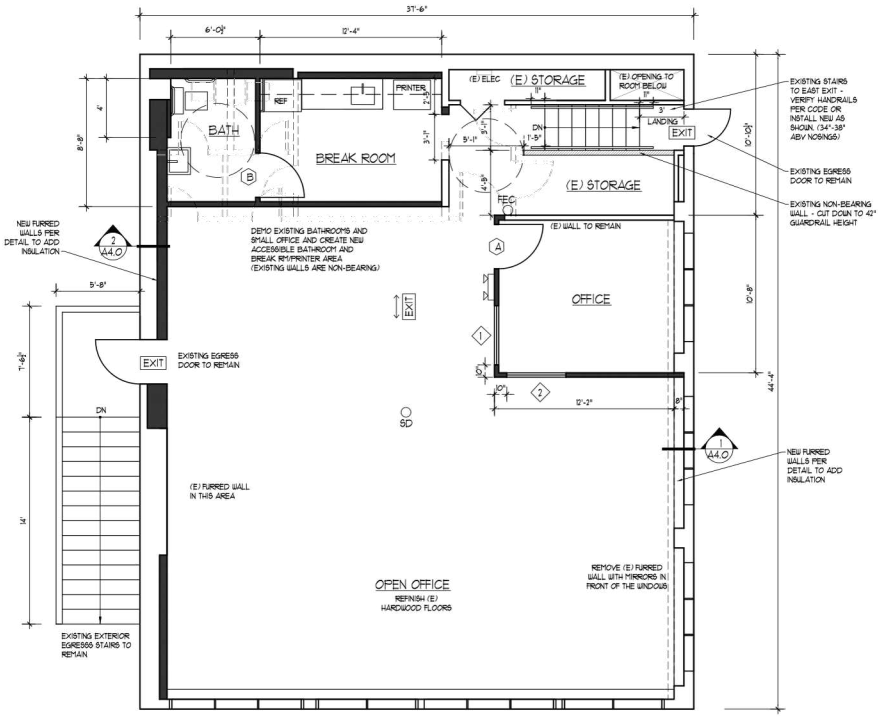 37'-6"
6'-0½"
12'-4"
(E) ELEC
(E) STORAGE
(E) OPENING TO
ROOM BELOW
11"
11"
PRINTER
REF
2'-5"
4'
8'-8"
BATH
BREAK ROOM
3'-1"
B
5'-1"
3'-1"
1'-5"
DN
3'
LANDING
EXIT
10'-10½"
EXISTING STAIRS
TO EAST EXIT -
VERIFY HANDRAILS
PER CODE OR
INSTALL NEW AS
SHOWN. (34"-38"
ABV NOSINGS)
EXISTING EGRESS
DOOR TO REMAIN
EXISTING NON-BEARING
WALL - CUT DOWN TO 42"
GUARDRAIL HEIGHT
(E) STORAGE
FEC
(E) WALL TO REMAIN
NEW FURRED
WALLS PER
DETAIL TO ADD
INSULATION
2
A4.0
DEMO EXISTING BATHROOMS AND
SMALL OFFICE AND CREATE NEW
ACCESSIBLE BATHROOM AND
BREAK RM/PRINTER AREA
(EXISTING WALLS ARE NON-BEARING)
A
OFFICE
10'-8"
44'-4"
5'-8"
EXIT
1
7'-6½"
EXIT
EXISTING EGRESS
DOOR TO REMAIN
10"
10"
2
12'-2"
8"
DN
SD
1
A4.0
NEW FURRED
WALLS PER
DETAIL TO ADD
INSULATION
(E) FURRED WALL
IN THIS AREA
14'
OPEN OFFICE
REFINISH (E)
HARDWOOD FLOORS
REMOVE (E) FURRED
WALL WITH MIRRORS IN
FRONT OF THE WINDOWS
EXISTING EXTERIOR
EGRESSS STAIRS TO
REMAIN